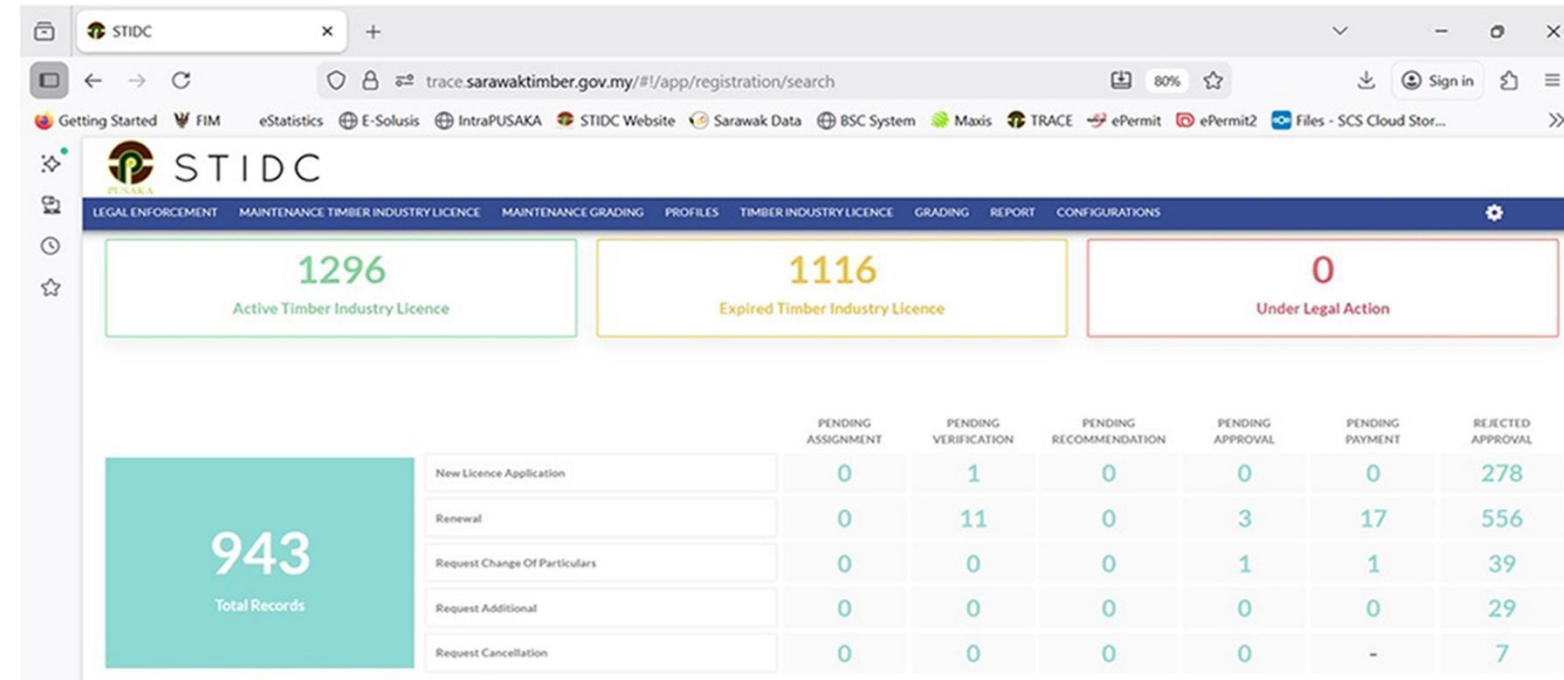 STIDC
trace.sarawaktimber.gov.my/#!/app/registration/search 80% Sign in
Getting Started FIM eStatistics E-Solusis IntraPUSAKA STIDC Website Sarawak Data BSC System Maxis TRACE ePermit ePermit2 Files - SCS Cloud Stor...
STIDC
PUSAKA
LEGAL ENFORCEMENT MAINTENANCE TIMBER INDUSTRY LICENCE MAINTENANCE GRADING PROFILES TIMBER INDUSTRY LICENCE GRADING REPORT CONFIGURATIONS
1296 1116 0
Active Timber Industry Licence Expired Timber Industry Licence Under Legal Action
PENDING PENDING PENDING PENDING PENDING REJECTED
ASSIGNMENT VERIFICATION RECOMMENDATION APPROVAL PAYMENT APPROVAL
New Licence Application 0 1 0 0 0 278
Renewal 0 11 0 3 17 556
943
Request Change Of Particulars 0 0 0 1 1 39
Total Records
Request Additional 0 0 0 0 0 29
Request Cancellation 0 0 0 0 - 7